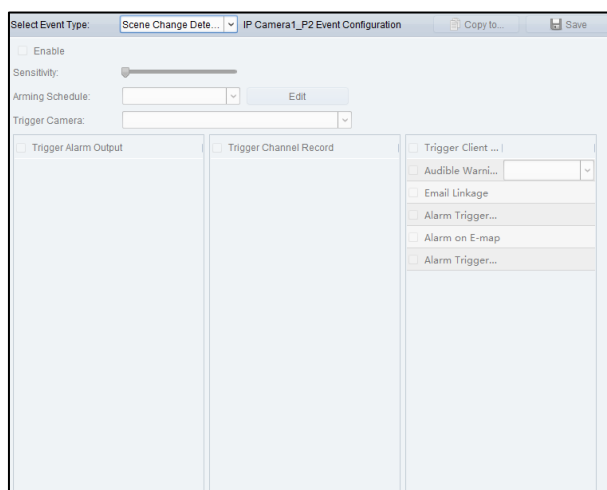 Select Event Type: Scene Change Dete... IP Camera1_P2 Event Configuration Copy to... Save
Enable
Sensitivity:
Arming Schedule: Edit
Trigger Camera:
Trigger Alarm Output Trigger Channel Record Trigger Client ...
Audible Warni...
Email Linkage
Alarm Trigger...
Alarm on E-map
Alarm Trigger...